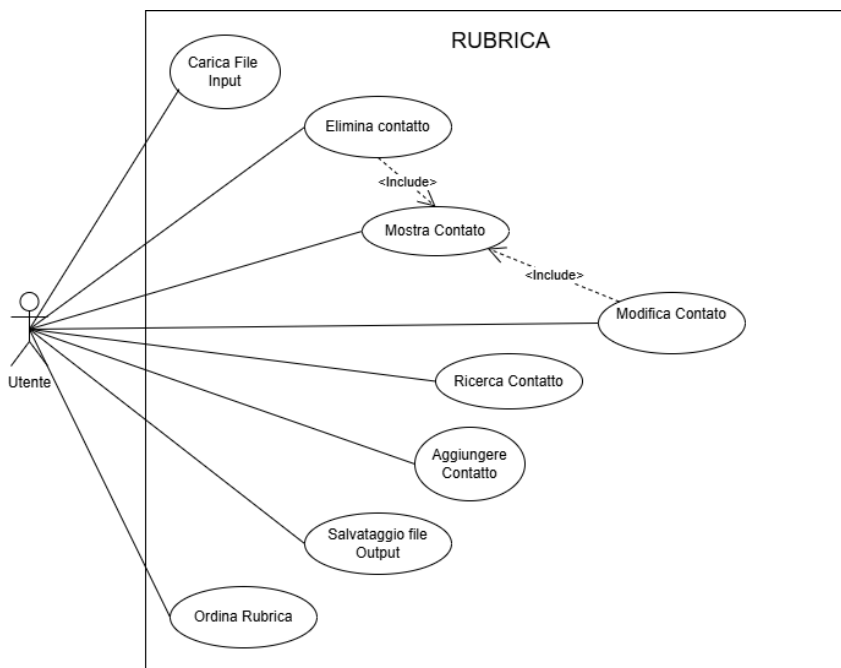 RUBRICA
Carica File
Input
Elimina contatto
<Include>
Mostra Contato
<Include>
Modifica Contato
Utente
Ricerca Contatto
Aggiungere
Contatto
Salvataggio file
Output
Ordina Rubrica